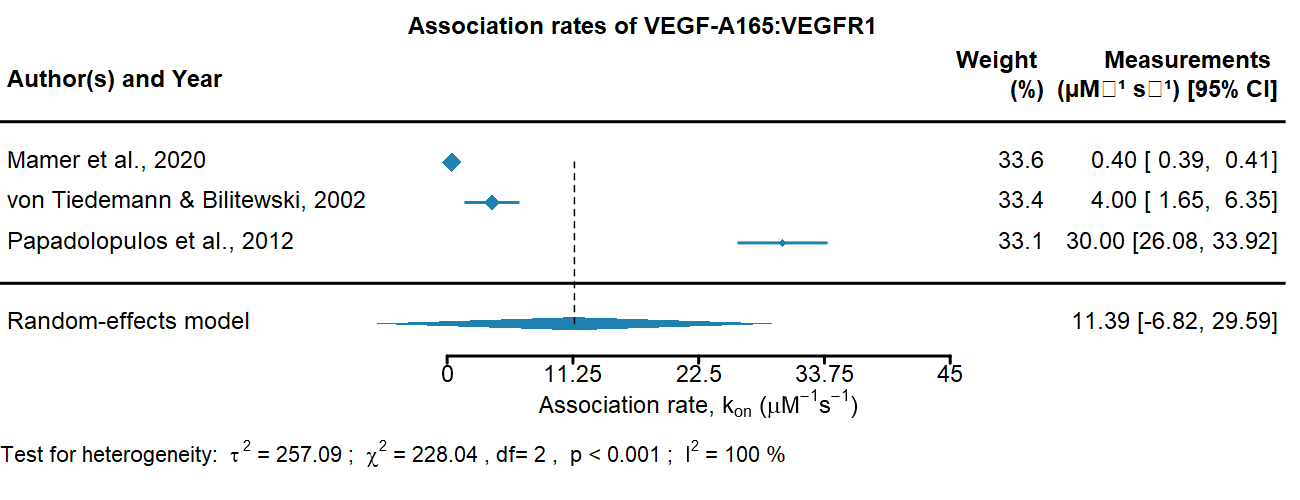 Association rates of VEGF-A165:VEGFR1
Author(s) and Year
Weight (%)
Measurements (μM□¹ s□¹) [95% CI]
Mamer et al., 2020 33.6 0.40 [ 0.39, 0.41]
von Tiedemann & Bilitewski, 2002 33.4 4.00 [ 1.65, 6.35]
Papadolopulos et al., 2012 33.1 30.00 [26.08, 33.92]
Random-effects model 11.39 [-6.82, 29.59]
0 11.25 22.5 33.75 45
Association rate, kₒₙ (μM⁻¹s⁻¹)
Test for heterogeneity: τ² = 257.09 ; χ² = 228.04 , df= 2 , p < 0.001 ; I² = 100 %